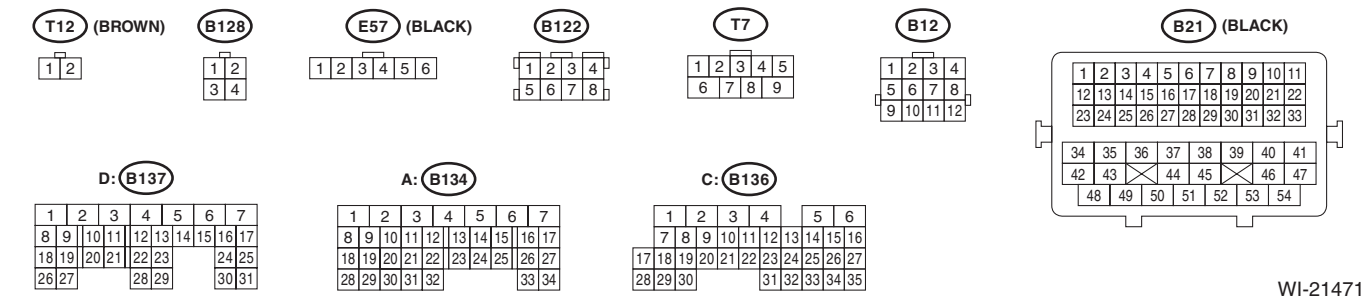 T12 (BROWN)
1 2
B128
1 2
3 4
E57 (BLACK)
1 2 3 4 5 6
B122
1 2 3 4
5 6 7 8
T7
1 2 3 4 5
6 7 8 9
B12
1 2 3 4
5 6 7 8
9 10 11 12
B21 (BLACK)
1 2 3 4 5 6 7 8 9 10 11
12 13 14 15 16 17 18 19 20 21 22
23 24 25 26 27 28 29 30 31 32 33
34 35 36 37 38 39 40 41
42 43 44 45 46 47
48 49 50 51 52 53 54
D: B137
1 2 3 4 5 6 7
8 9 10 11 12 13 14 15 16 17
18 19 20 21 22 23 24 25
26 27 28 29 30 31
A: B134
1 2 3 4 5 6 7
8 9 10 11 12 13 14 15 16 17
18 19 20 21 22 23 24 25 26 27
28 29 30 31 32 33 34
C: B136
1 2 3 4 5 6
7 8 9 10 11 12 13 14 15 16
17 18 19 20 21 22 23 24 25 26 27
28 29 30 31 32 33 34 35
WI-21471